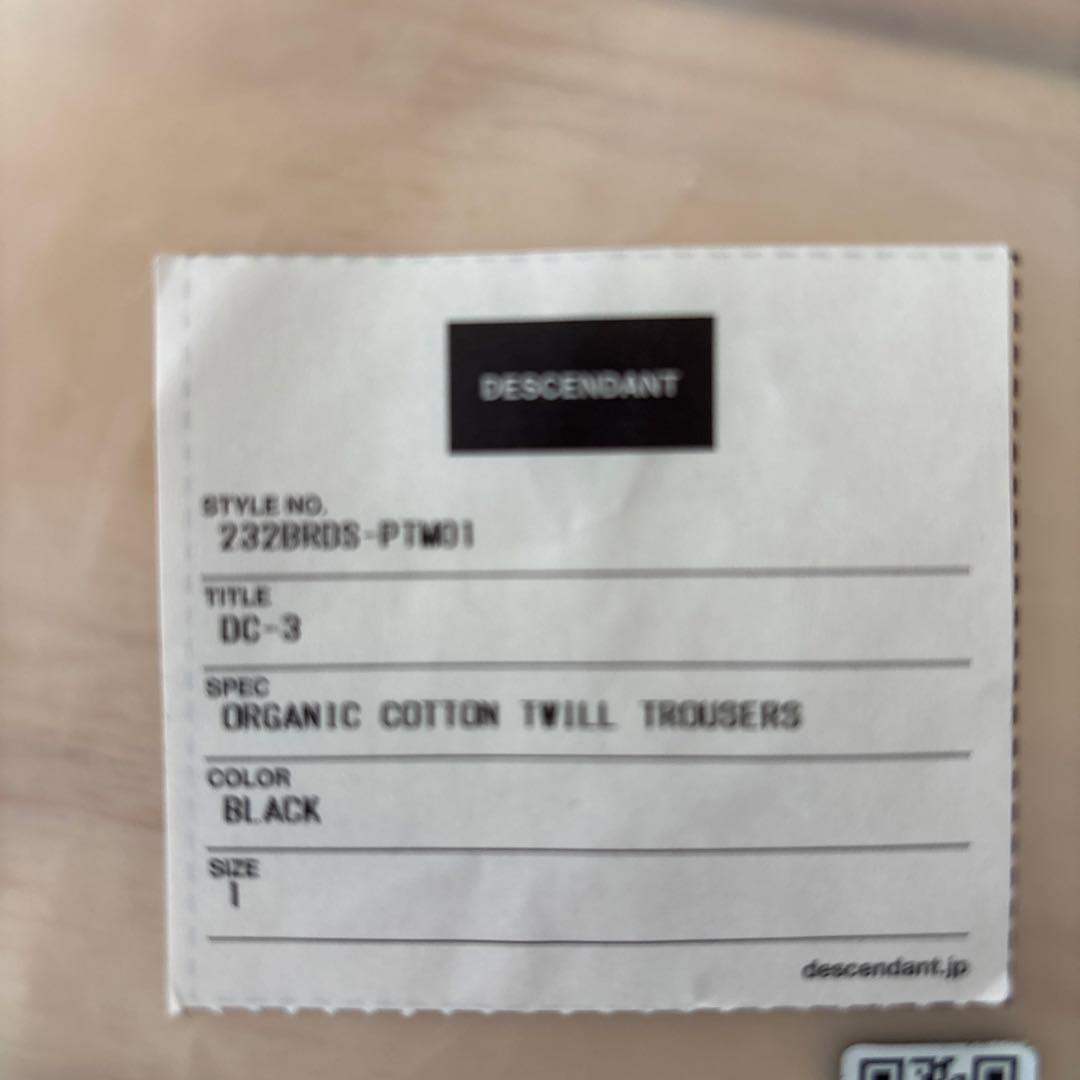 DESCENDANT
STYLE NO.
232BRDS-PTM01
TITLE
DC-3
SPEC
ORGANIC COTTON TWILL TROUSERS
COLOR
BLACK
SIZE
1
descendant.jp